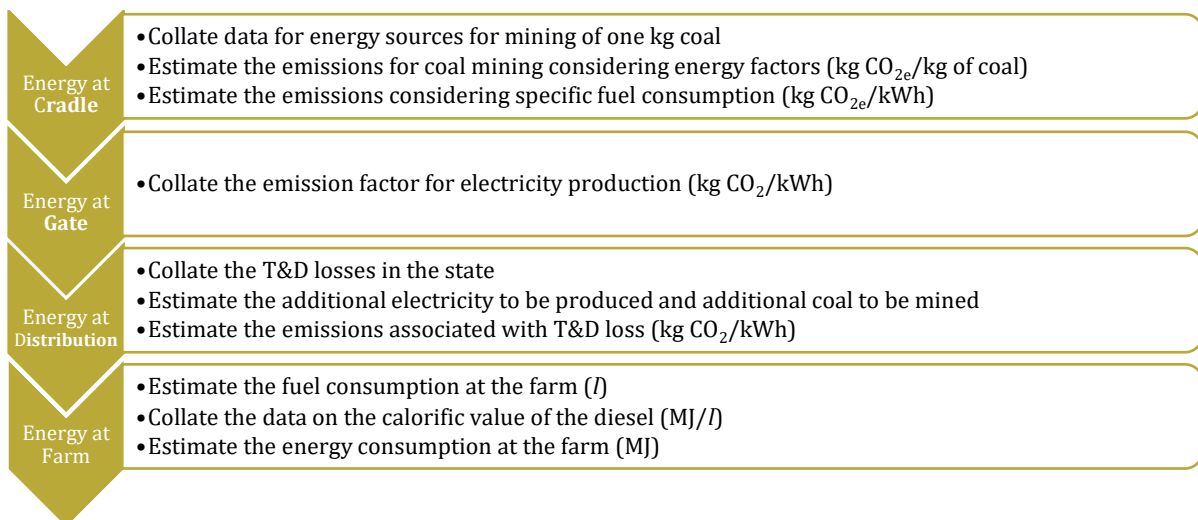 Energy at
Cradle
•Collate data for energy sources for mining of one kg coal
•Estimate the emissions for coal mining considering energy factors (kg CO2e/kg of coal)
•Estimate the emissions considering specific fuel consumption (kg CO2e/kWh)
Energy at
Gate
•Collate the emission factor for electricity production (kg CO2/kWh)
Energy at
Distribution
•Collate the T&D losses in the state
•Estimate the additional electricity to be produced and additional coal to be mined
•Estimate the emissions associated with T&D loss (kg CO2/kWh)
Energy at
Farm
•Estimate the fuel consumption at the farm (l)
•Collate the data on the calorific value of the diesel (MJ/l)
•Estimate the energy consumption at the farm (MJ)